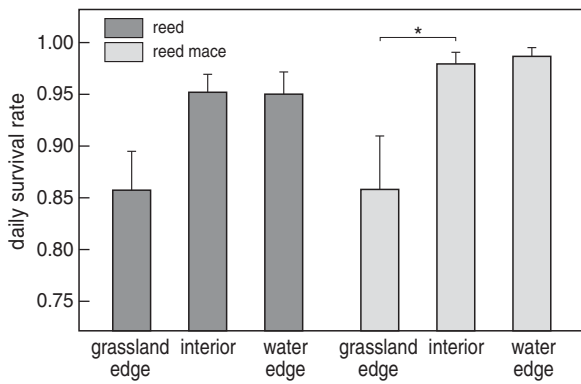 reed
reed mace
*
1.00
0.95
0.90
0.85
0.80
0.75
daily survival rate
grassland edge
interior
water edge
grassland edge
interior
water edge